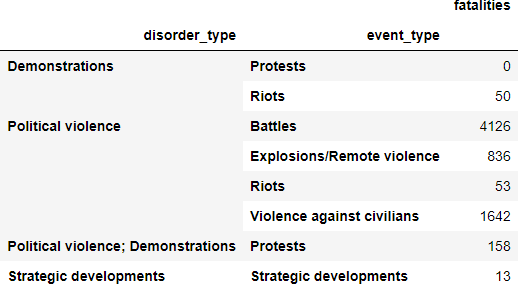 fatalities
disorder_type event_type
Demonstrations Protests 0
Riots 50
Political violence Battles 4126
Explosions/Remote violence 836
Riots 53
Violence against civilians 1642
Political violence; Demonstrations Protests 158
Strategic developments Strategic developments 13